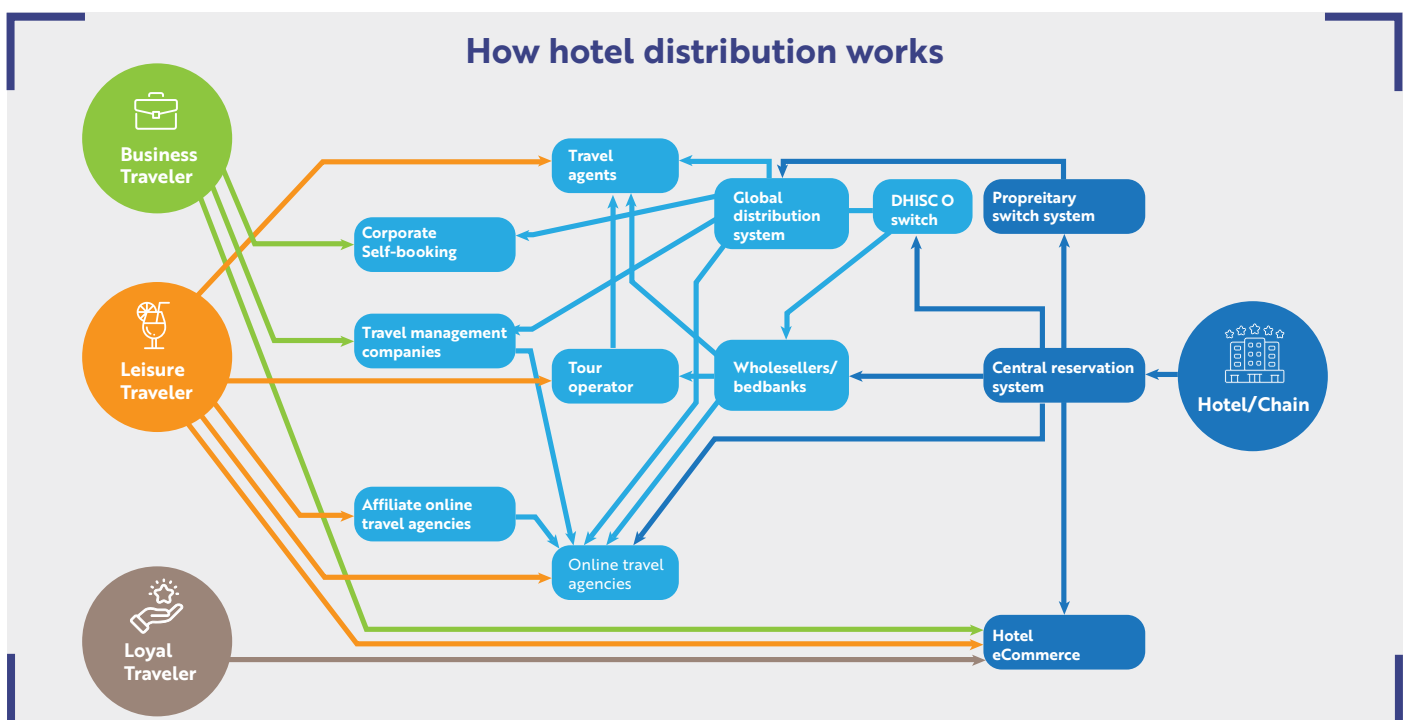 How hotel distribution works
Business
Traveler
Travel
agents
Global
distribution
system
DHISC O
switch
Propreitary
switch system
Corporate
Self-booking
Leisure
Traveler
Travel management
companies
Tour
operator
Wholesellers/
bedbanks
Central reservation
system
Hotel/Chain
Affiliate online
travel agencies
Online travel
agencies
Loyal
Traveler
Hotel
eCommerce